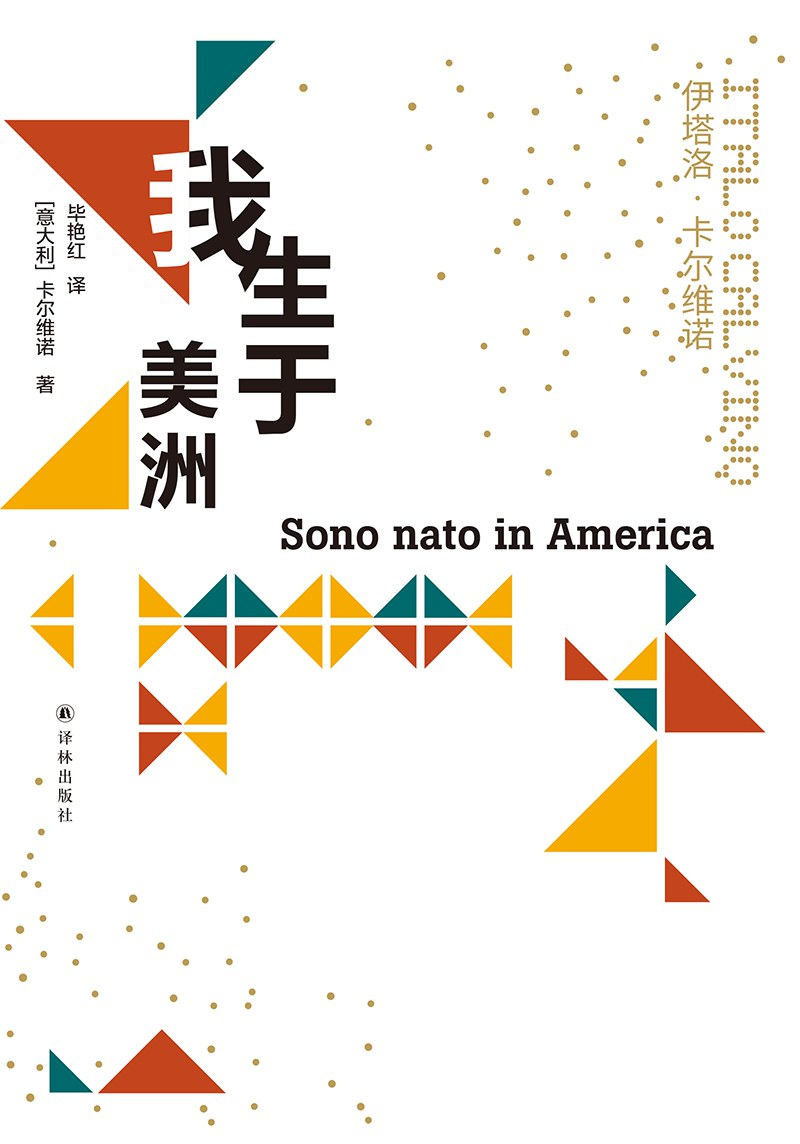 ITALO CALVINO
伊塔洛·卡尔维诺
我生于
美洲
毕艳红 译
[意大利] 卡尔维诺 著
Sono nato in America
译林出版社